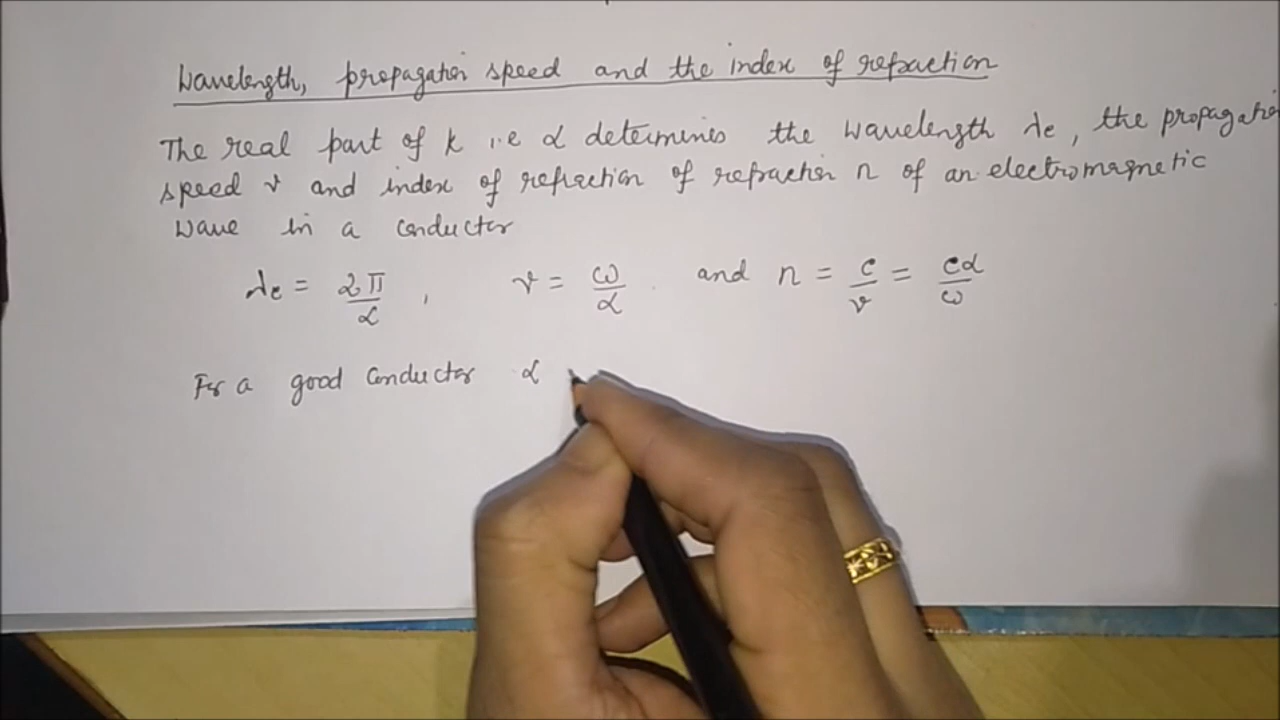 Wavelength, propagation speed and the index of refraction
The real part of k i.e α determines the wavelength λc, the propagation
speed v and index of refraction of refraction n of an electromagnetic
wave in a conductor
λc = 2π/α , v = ω/α . and n = c/v = cα/ω
For a good conductor α